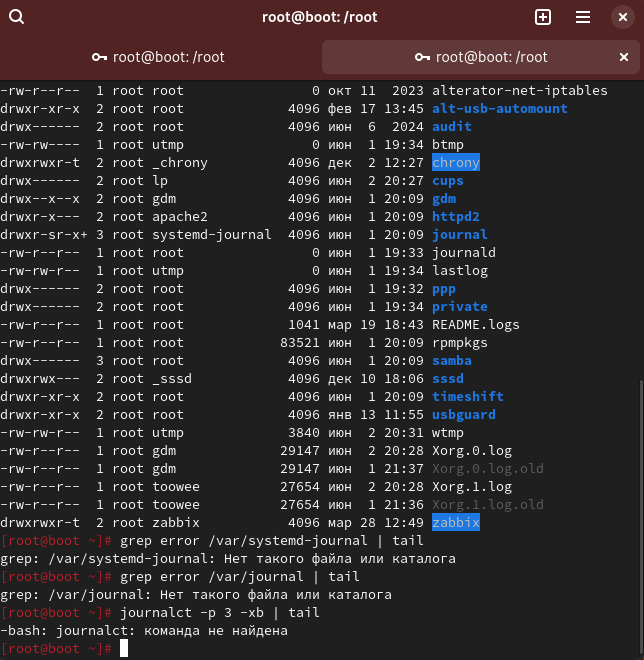 root@boot: /root
root@boot: /root
root@boot: /root
-rw-r--r--  1 root root                0 окт 11  2023 alterator-net-iptables
drwxr-xr-x  2 root root             4096 фев 17 13:45 alt-usb-automount
drwx------  2 root root             4096 июн  6  2024 audit
-rw-rw----  1 root utmp                0 июн  1 19:34 btmp
drwxrwxr-t  2 root _chrony          4096 дек  2 12:27 chrony
drwx------  2 root lp               4096 июн  2 20:27 cups
drwx--x--x  2 root gdm              4096 июн  1 20:09 gdm
drwxr-x---  2 root apache2          4096 июн  1 20:09 httpd2
drwxr-sr-x+ 3 root systemd-journal  4096 июн  1 20:09 journal
-rw-r--r--  1 root root                0 июн  1 19:33 journald
-rw-rw-r--  1 root utmp                0 июн  1 19:34 lastlog
drwx------  2 root root             4096 июн  1 19:32 ppp
drwx------  2 root root             4096 июн  1 19:34 private
-rw-r--r--  1 root root             1041 мар 19 18:43 README.logs
-rw-r--r--  1 root root            83521 июн  1 20:09 rpmpkgs
drwx------  3 root root             4096 июн  1 20:09 samba
drwxrwx---  2 root _sssd            4096 дек 10 18:06 sssd
drwxr-xr-x  2 root root             4096 июн  1 20:09 timeshift
drwxr-xr-x  2 root root             4096 янв 13 11:55 usbguard
-rw-rw-r--  1 root utmp             3840 июн  2 20:31 wtmp
-rw-r--r--  1 root gdm             29147 июн  2 20:28 Xorg.0.log
-rw-r--r--  1 root gdm             29147 июн  1 21:37 Xorg.0.log.old
-rw-r--r--  1 root toowee          27654 июн  2 20:28 Xorg.1.log
-rw-r--r--  1 root toowee          27654 июн  1 21:36 Xorg.1.log.old
drwxrwxr-t  2 root zabbix           4096 мар 28 12:49 zabbix
[root@boot ~]# grep error /var/systemd-journal | tail
grep: /var/systemd-journal: Нет такого файла или каталога
[root@boot ~]# grep error /var/journal | tail
grep: /var/journal: Нет такого файла или каталога
[root@boot ~]# journalct -p 3 -xb | tail
-bash: journalct: команда не найдена
[root@boot ~]#